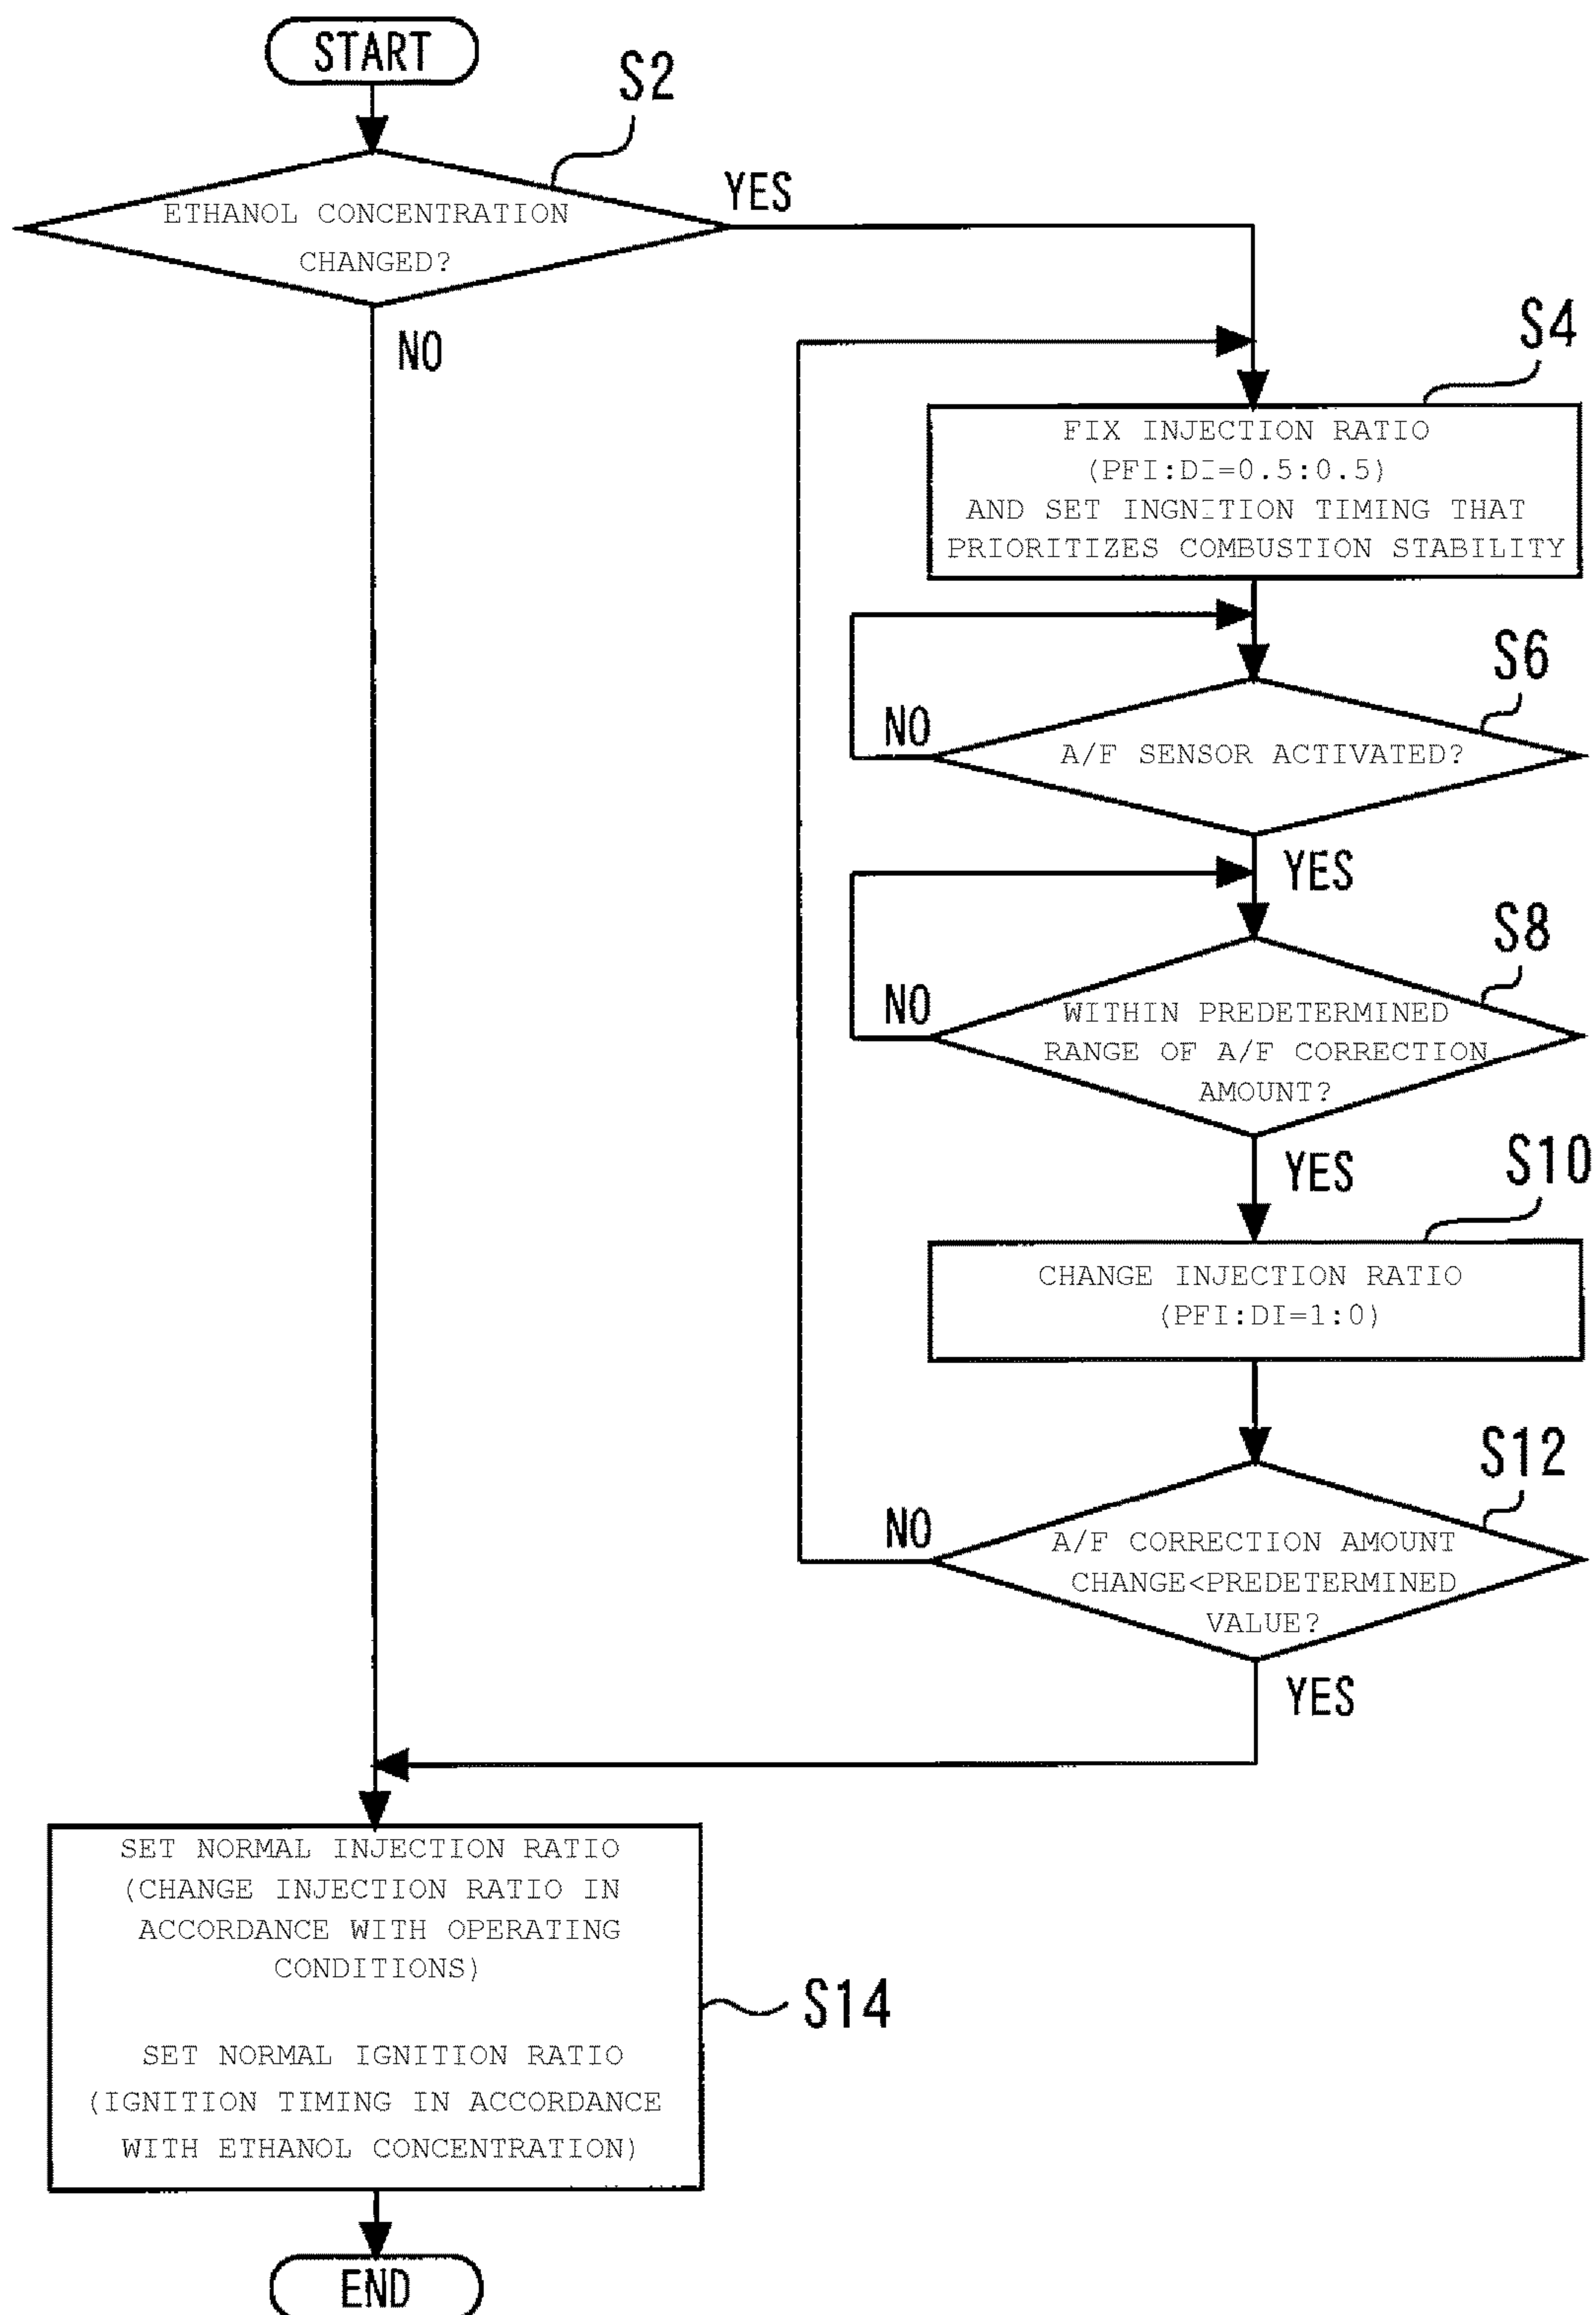 START
S2
ETHANOL CONCENTRATION
CHANGED?
YES
NO
S4
FIX INJECTION RATIO
(PFI:DI=0.5:0.5)
AND SET INGNITION TIMING THAT
PRIORITIZES COMBUSTION STABILITY
S6
A/F SENSOR ACTIVATED?
NO
YES
S8
WITHIN PREDETERMINED
RANGE OF A/F CORRECTION
AMOUNT?
NO
YES
S10
CHANGE INJECTION RATIO
(PFI:DI=1:0)
S12
A/F CORRECTION AMOUNT
CHANGE<PREDETERMINED
VALUE?
NO
YES
SET NORMAL INJECTION RATIO
(CHANGE INJECTION RATIO IN
ACCORDANCE WITH OPERATING
CONDITIONS)
SET NORMAL IGNITION RATIO
(IGNITION TIMING IN ACCORDANCE
WITH ETHANOL CONCENTRATION)
S14
END